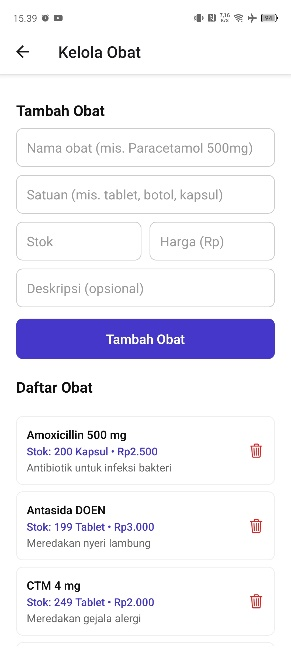 15.39
Kelola Obat
Tambah Obat
Nama obat (mis. Paracetamol 500mg)
Satuan (mis. tablet, botol, kapsul)
Stok
Harga (Rp)
Deskripsi (opsional)
Tambah Obat
Daftar Obat
Amoxicillin 500 mg
Stok: 200 Kapsul • Rp2.500
Antibiotik untuk infeksi bakteri
Antasida DOEN
Stok: 199 Tablet • Rp3.000
Meredakan nyeri lambung
CTM 4 mg
Stok: 249 Tablet • Rp2.000
Meredakan gejala alergi